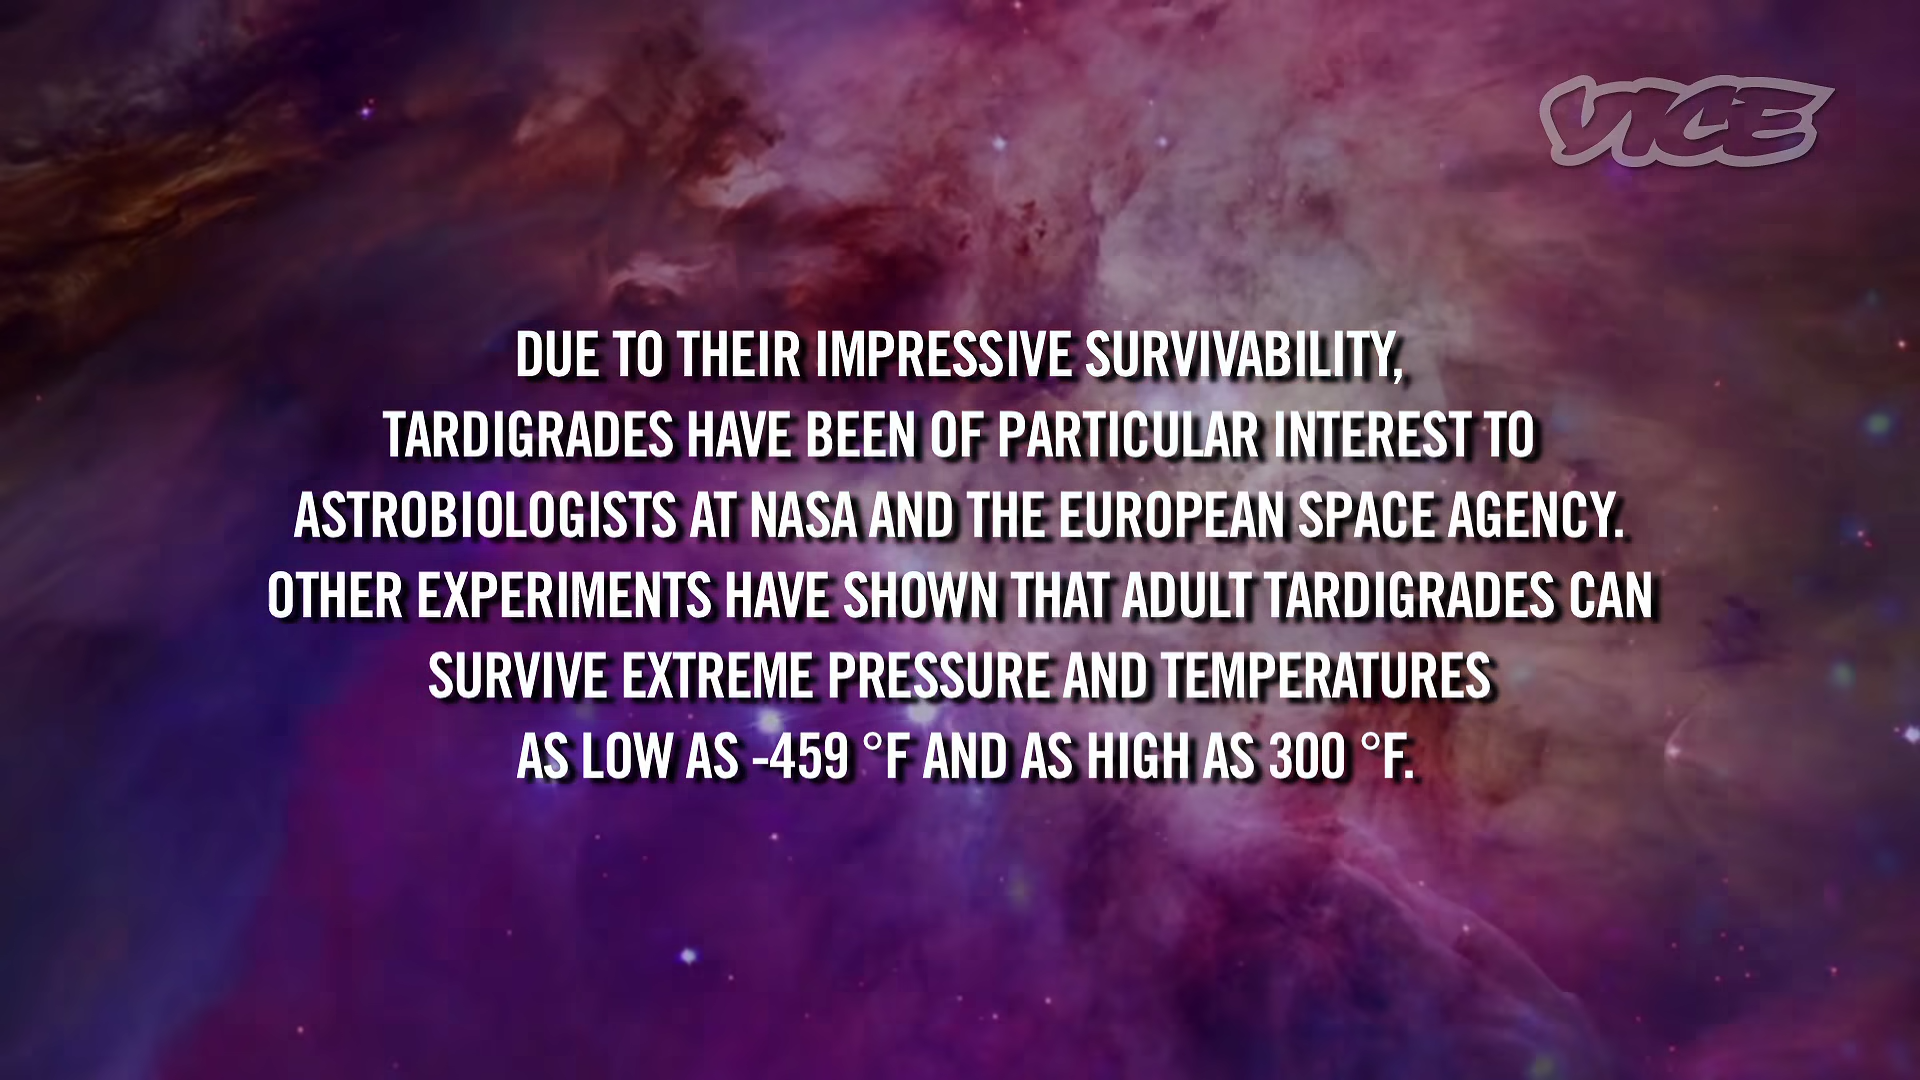 VICE
DUE TO THEIR IMPRESSIVE SURVIVABILITY,
TARDIGRADES HAVE BEEN OF PARTICULAR INTEREST TO
ASTROBIOLOGISTS AT NASA AND THE EUROPEAN SPACE AGENCY.
OTHER EXPERIMENTS HAVE SHOWN THAT ADULT TARDIGRADES CAN
SURVIVE EXTREME PRESSURE AND TEMPERATURES
AS LOW AS -459 °F AND AS HIGH AS 300 °F.